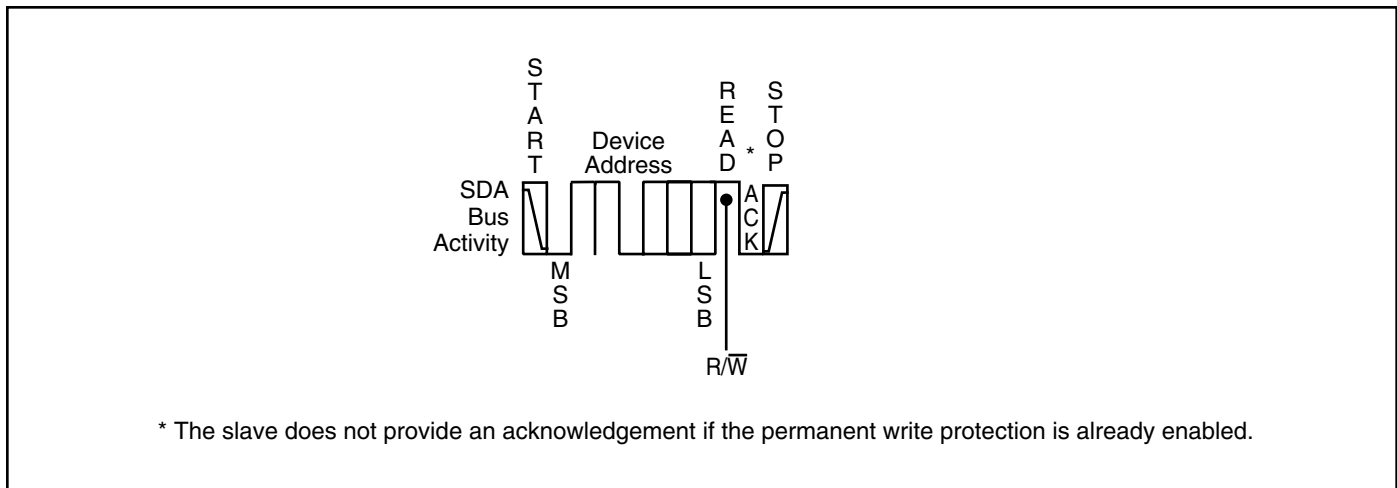 START
READ
STOP
Device
Address
*
SDA
Bus
Activity
ACK
MSB
LSB
R/W̅
* The slave does not provide an acknowledgement if the permanent write protection is already enabled.